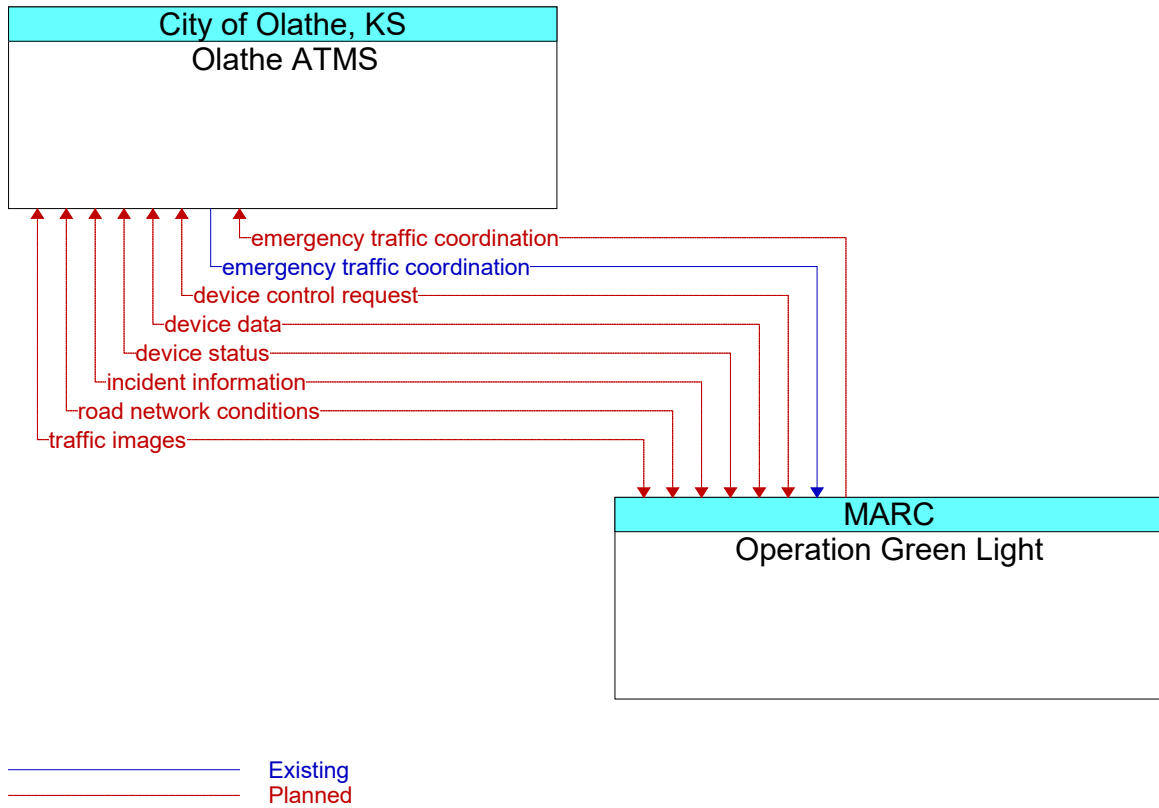 City of Olathe, KS
Olathe ATMS
emergency traffic coordination
emergency traffic coordination
device control request
device data
device status
incident information
road network conditions
traffic images
MARC
Operation Green Light
Existing
Planned